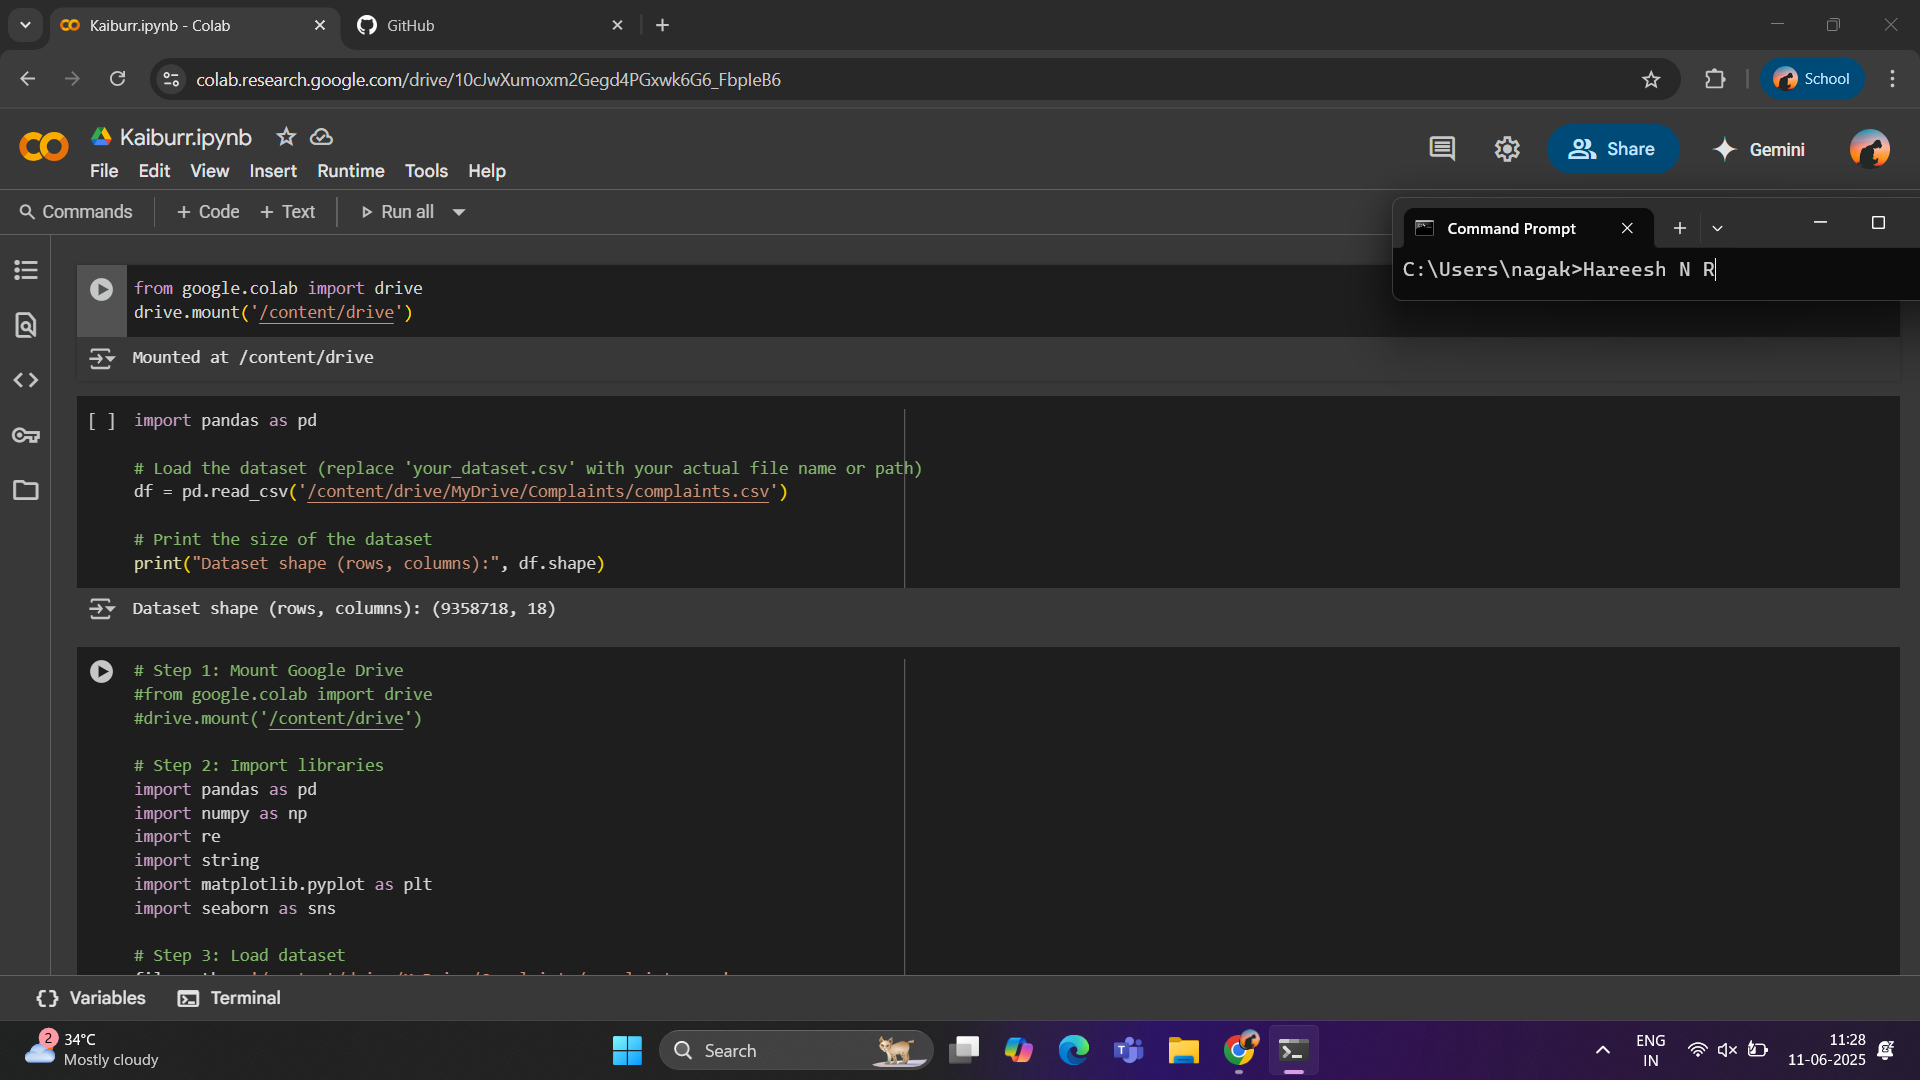 Kaiburr.ipynb - Colab
GitHub
colab.research.google.com/drive/10cJwXumoxm2Gegd4PGxwk6G6_FbpIeB6
School
Kaiburr.ipynb
Share
Gemini
File Edit View Insert Runtime Tools Help
Commands + Code + Text Run all
Command Prompt
C:\Users\nagak>Hareesh N R
from google.colab import drive
drive.mount('/content/drive')
Mounted at /content/drive
[ ] import pandas as pd
# Load the dataset (replace 'your_dataset.csv' with your actual file name or path)
df = pd.read_csv('/content/drive/MyDrive/Complaints/complaints.csv')
# Print the size of the dataset
print("Dataset shape (rows, columns):", df.shape)
Dataset shape (rows, columns): (9358718, 18)
# Step 1: Mount Google Drive
#from google.colab import drive
#drive.mount('/content/drive')
# Step 2: Import libraries
import pandas as pd
import numpy as np
import re
import string
import matplotlib.pyplot as plt
import seaborn as sns
# Step 3: Load dataset
{} Variables Terminal
2
34°C
Mostly cloudy
Search
ENG
IN
11:28
11-06-2025